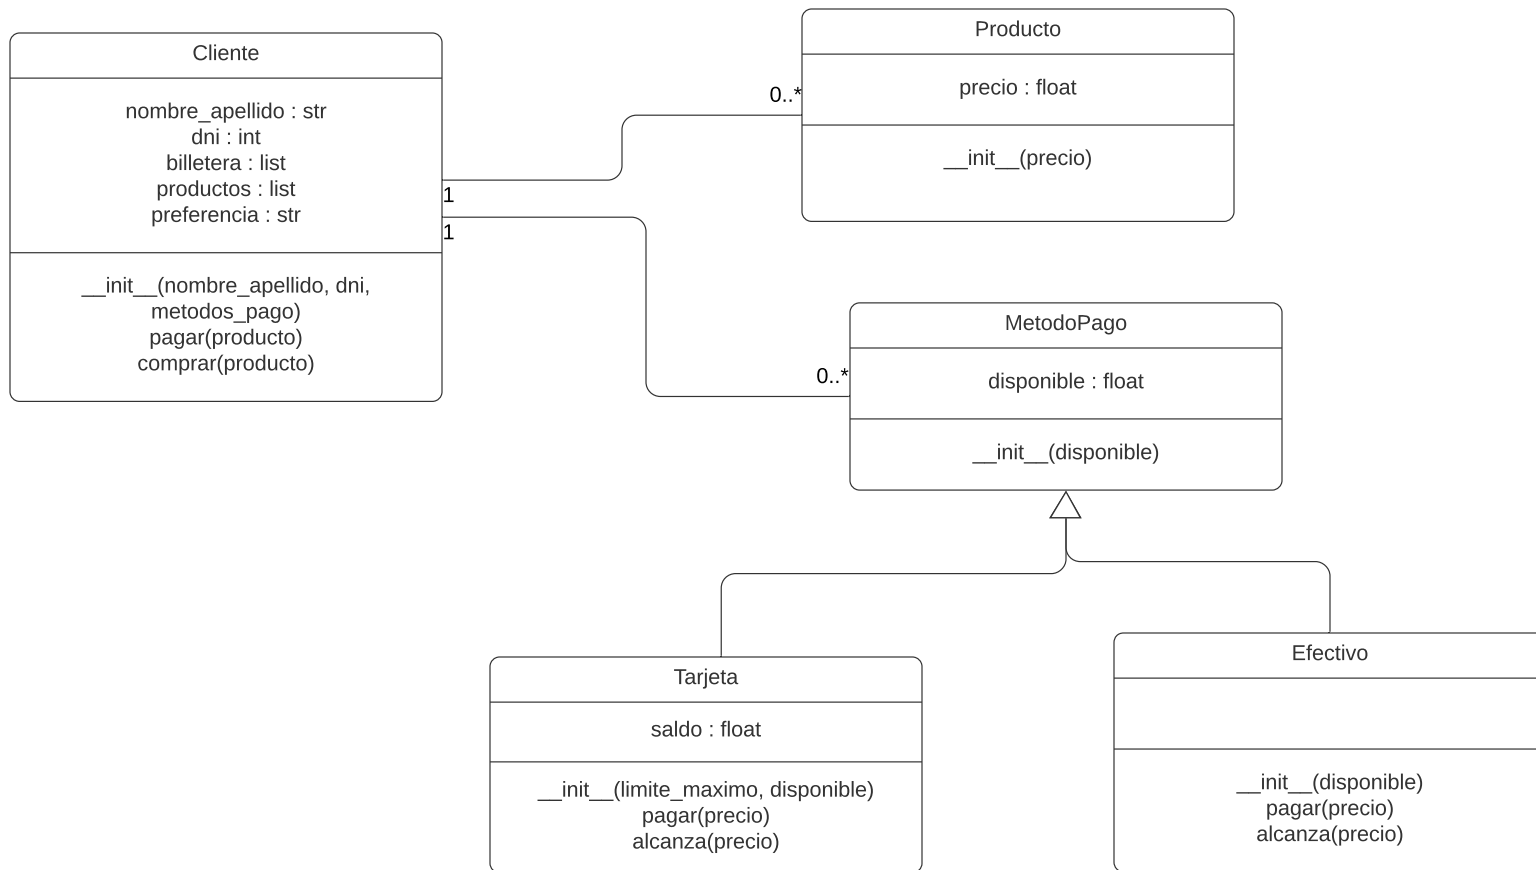 Cliente
nombre_apellido : str
dni : int
billetera : list
productos : list
preferencia : str
__init__(nombre_apellido, dni,
metodos_pago)
pagar(producto)
comprar(producto)
1
1
0..*
Producto
precio : float
__init__(precio)
0..*
MetodoPago
disponible : float
__init__(disponible)
Tarjeta
saldo : float
__init__(limite_maximo, disponible)
pagar(precio)
alcanza(precio)
Efectivo
__init__(disponible)
pagar(precio)
alcanza(precio)